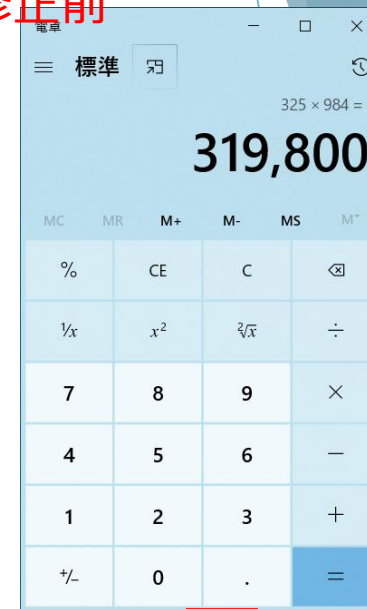 修正前
電卓
標準
325 × 984 =
319,800
MC MR M+ M- MS M˅
% CE C ⌫
¹/x x² ²√x ÷
7 8 9 ×
4 5 6 −
1 2 3 +
+/− 0 . =